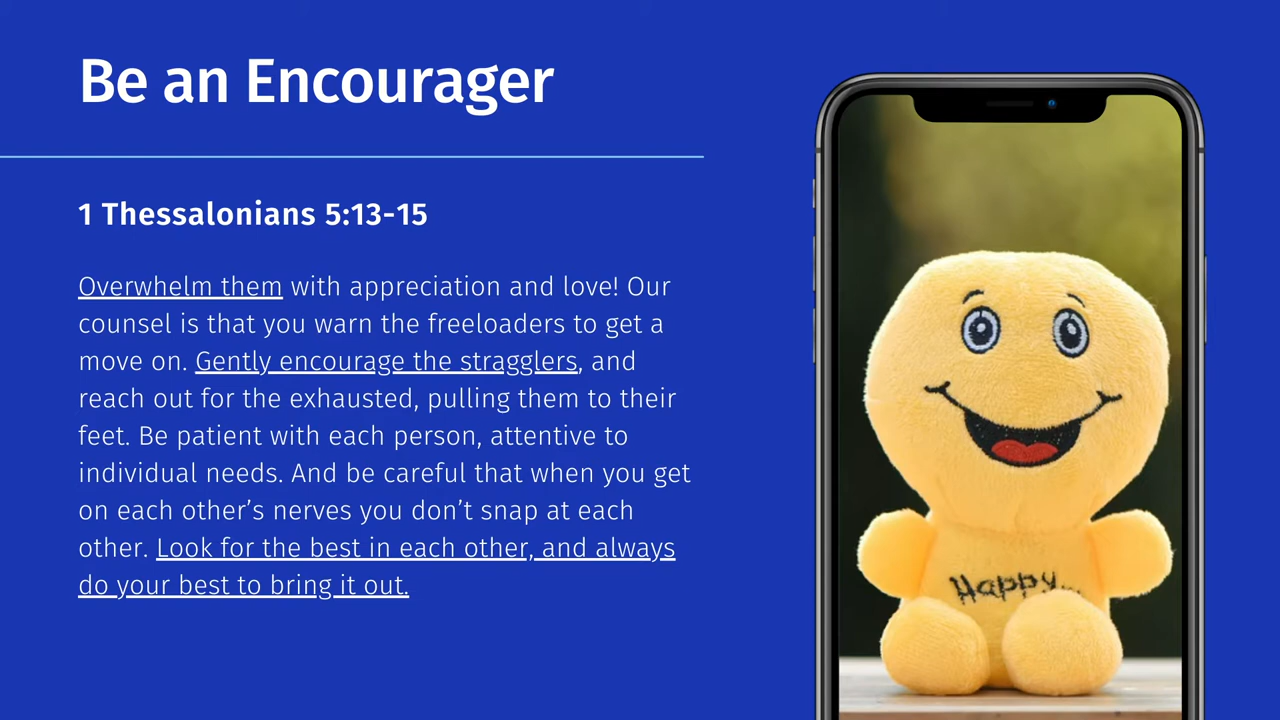 Be an Encourager
1 Thessalonians 5:13-15
Overwhelm them with appreciation and love! Our
counsel is that you warn the freeloaders to get a
move on. Gently encourage the stragglers, and
reach out for the exhausted, pulling them to their
feet. Be patient with each person, attentive to
individual needs. And be careful that when you get
on each other’s nerves you don’t snap at each
other. Look for the best in each other, and always
do your best to bring it out.
Happy...